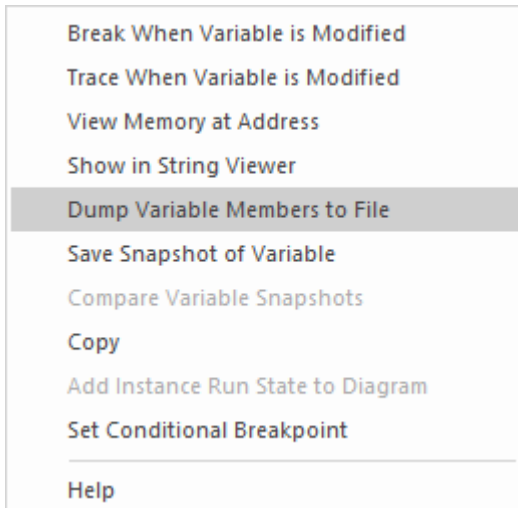 Break When Variable is Modified
Trace When Variable is Modified
View Memory at Address
Show in String Viewer
Dump Variable Members to File
Save Snapshot of Variable
Compare Variable Snapshots
Copy
Add Instance Run State to Diagram
Set Conditional Breakpoint
Help